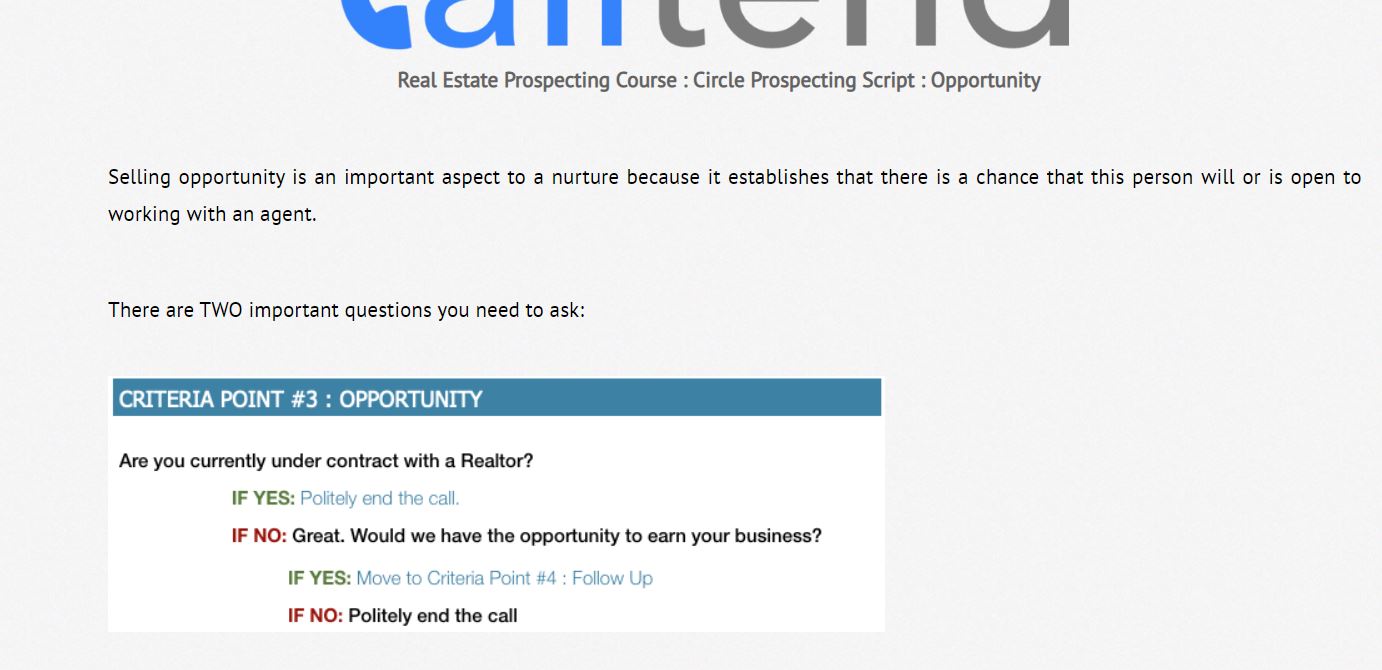 Real Estate Prospecting Course : Circle Prospecting Script : Opportunity
Selling opportunity is an important aspect to a nurture because it establishes that there is a chance that this person will or is open to
working with an agent.
There are TWO important questions you need to ask:
CRITERIA POINT #3 : OPPORTUNITY
Are you currently under contract with a Realtor?
IF YES: Politely end the call.
IF NO: Great. Would we have the opportunity to earn your business?
IF YES: Move to Criteria Point #4 : Follow Up
IF NO: Politely end the call